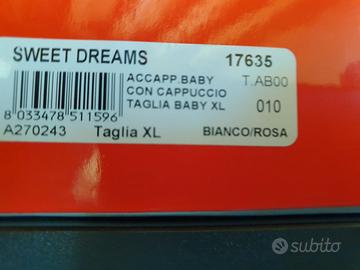 SWEET DREAMS 17635
ACCAPP.BABY T.AB00
CON CAPPUCCIO
TAGLIA BABY XL 010
8 033478 511596
A270243 Taglia XL BIANCO/ROSA
subito